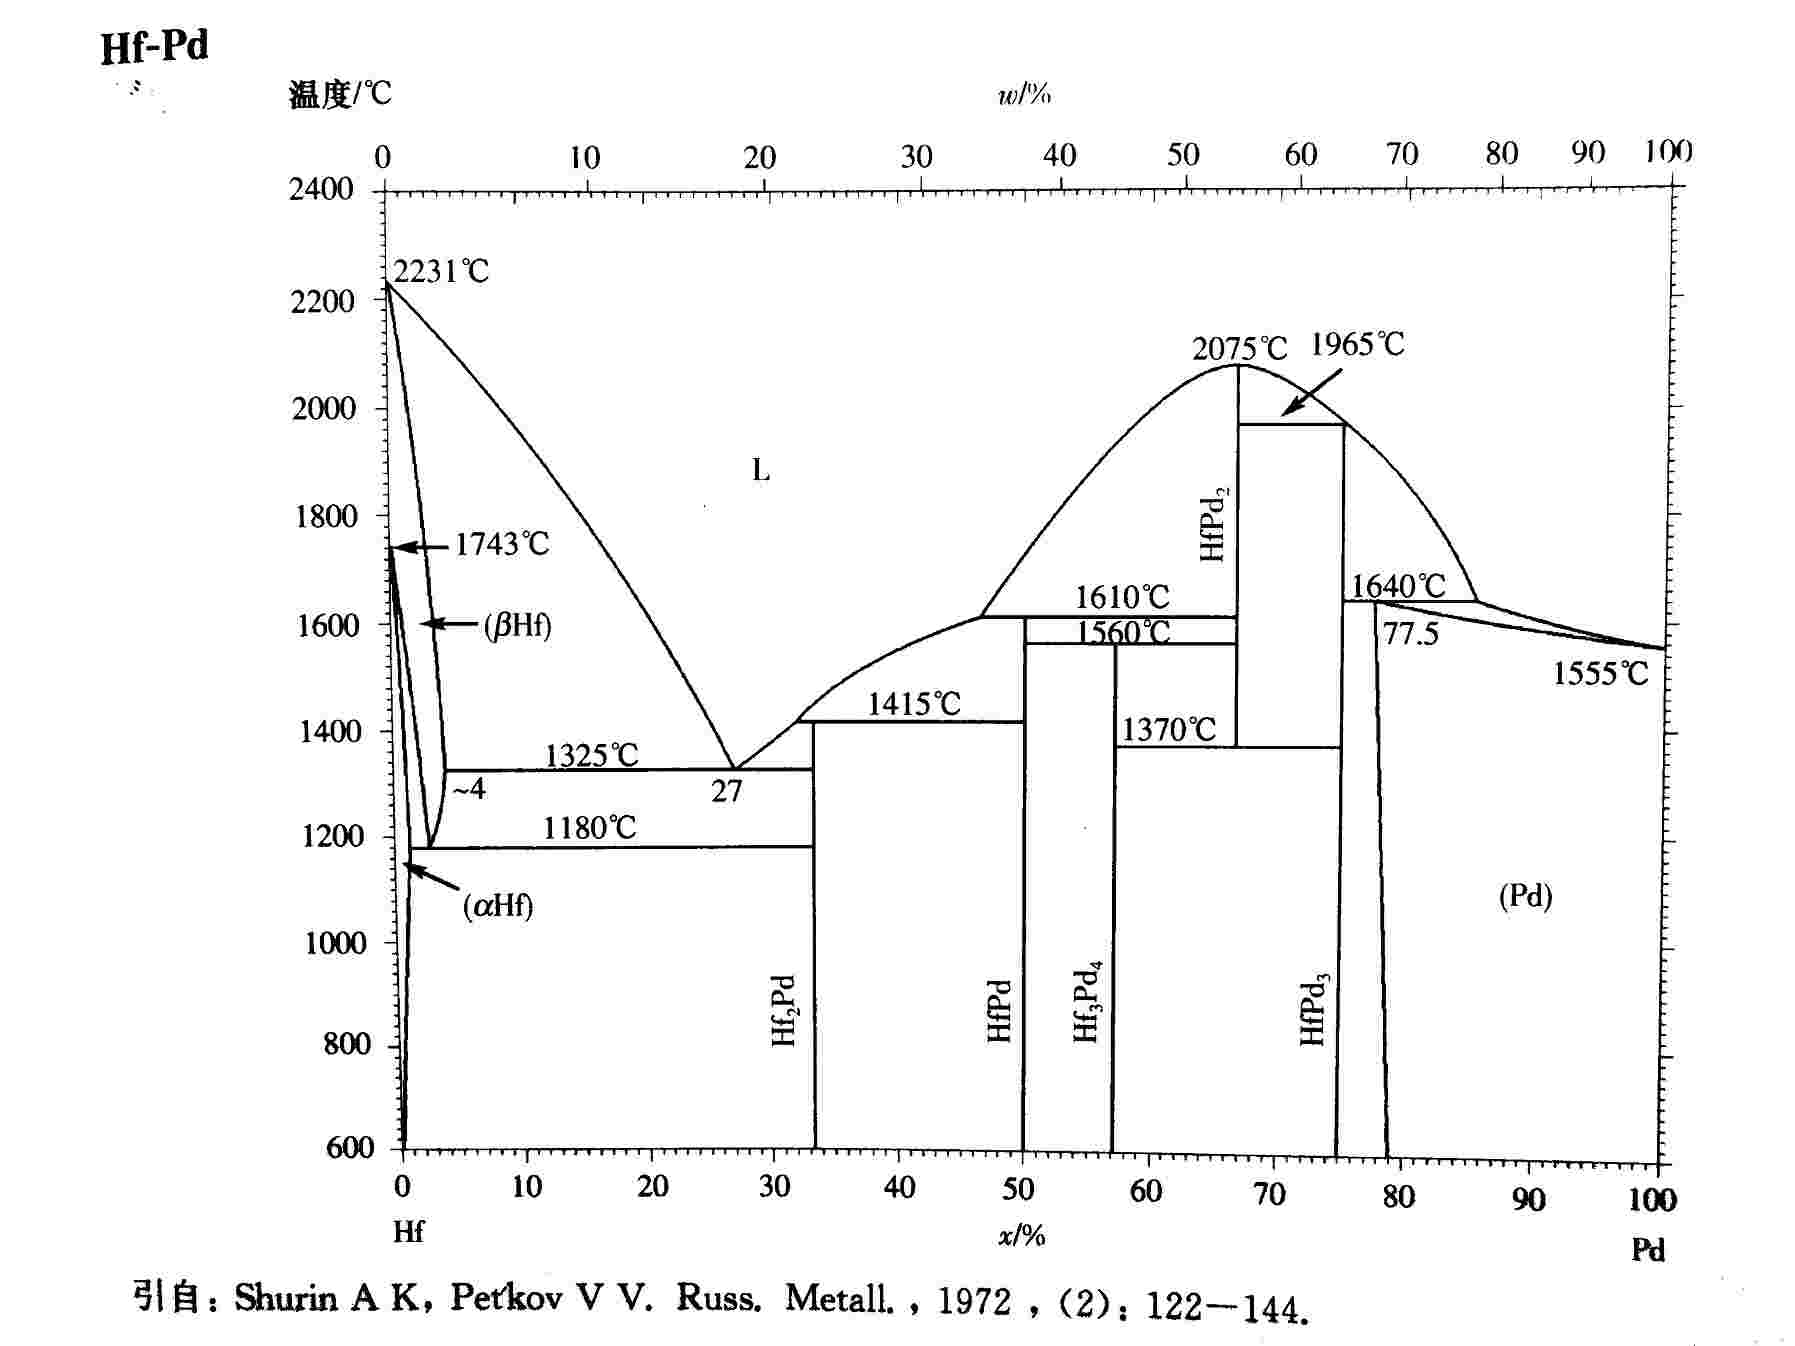 Hf-Pd
温度/℃
w/%
0 10 20 30 40 50 60 70 80 90 100
2400
2231℃
2200
2075℃ 1965℃
2000
L
1800
HfPd₂
1743℃
1640℃
1610℃
1600
(βHf)
1560℃
77.5
1555℃
1415℃
1400
1370℃
1325℃
~4
27
1200
1180℃
(αHf)
(Pd)
1000
Hf₂Pd
HfPd
Hf₃Pd₄
HfPd₃
800
600
0 10 20 30 40 50 60 70 80 90 100
Hf
x/%
Pd
引自: Shurin A K, Pet'kov V V. Russ. Metall. , 1972 , (2): 122—144.